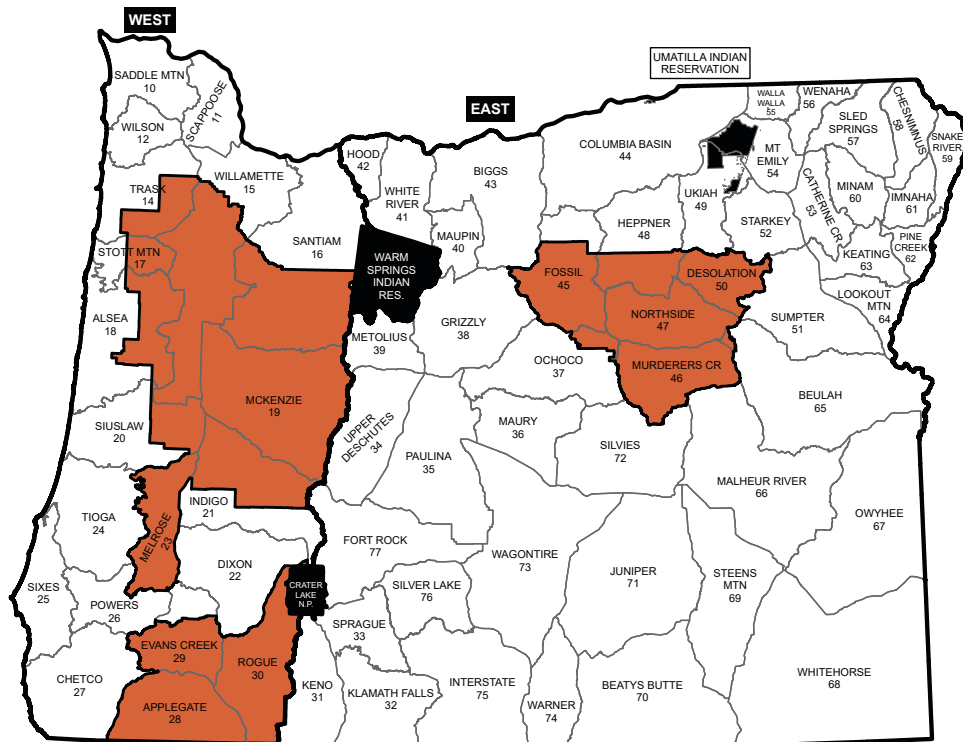 WEST
SADDLE MTN
10
SCAPPOOSE
11
WILSON
12
TRASK
14
WILLAMETTE
15
SANTIAM
16
STOTT MTN
17
ALSEA
18
MCKENZIE
19
SIUSLAW
20
INDIGO
21
DIXON
22
MELROSE
23
TIOGA
24
SIXES
25
POWERS
26
CHETCO
27
APPLEGATE
28
EVANS CREEK
29
ROGUE
30
CRATER
LAKE
N.P.
EAST
UMATILLA INDIAN
RESERVATION
KENO
31
KLAMATH FALLS
32
SPRAGUE
33
UPPER
DESCHUTES
34
PAULINA
35
MAURY
36
OCHOCO
37
GRIZZLY
38
METOLIUS
39
WARM
SPRINGS
INDIAN
RES.
MAUPIN
40
WHITE
RIVER
41
HOOD
42
BIGGS
43
COLUMBIA BASIN
44
FOSSIL
45
MURDERERS CR
46
NORTHSIDE
47
HEPPNER
48
UKIAH
49
DESOLATION
50
SUMPTER
51
STARKEY
52
CATHERINE CR
53
MT
EMILY
54
WALLA
WALLA
55
WENAHA
56
SLED
SPRINGS
57
CHESNIMNUS
58
SNAKE
RIVER
59
MINAM
60
IMNAHA
61
PINE
CREEK
62
KEATING
63
LOOKOUT
MTN
64
BEULAH
65
MALHEUR RIVER
66
OWYHEE
67
WHITEHORSE
68
STEENS
MTN
69
BEATYS BUTTE
70
JUNIPER
71
SILVIES
72
WAGONTIRE
73
WARNER
74
INTERSTATE
75
SILVER LAKE
76
FORT ROCK
77